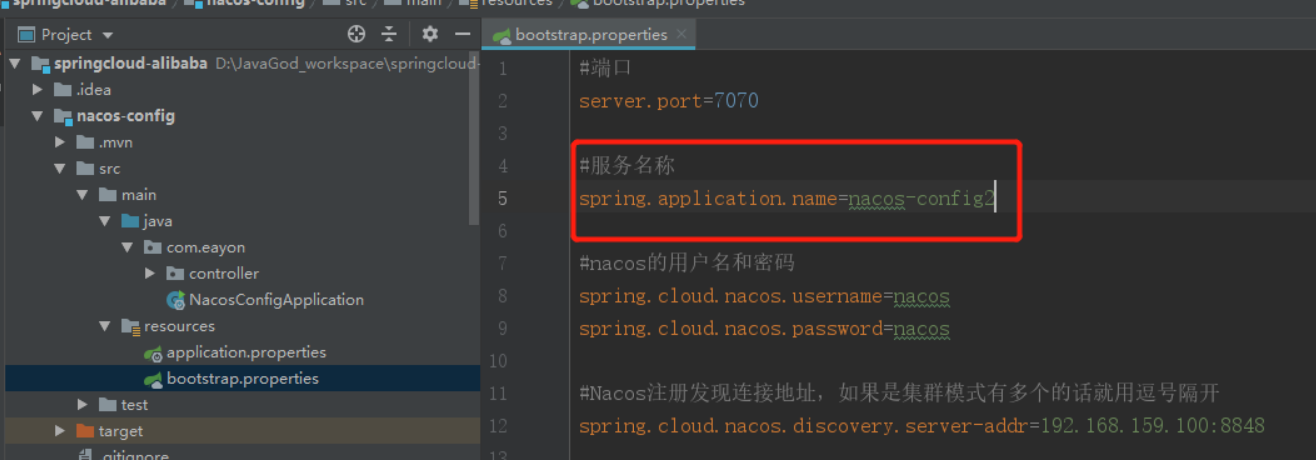 springcloud-alibaba / nacos-config / src / main / resources / bootstrap.properties
Project
bootstrap.properties
springcloud-alibaba D:\JavaGod_workspace\springcloud-
.idea
nacos-config
.mvn
src
main
java
com.eayon
controller
NacosConfigApplication
resources
application.properties
bootstrap.properties
test
target
.gitignore
1 #端口
2 server.port=7070
3
4 #服务名称
5 spring.application.name=nacos-config2
6
7 #nacos的用户名和密码
8 spring.cloud.nacos.username=nacos
9 spring.cloud.nacos.password=nacos
10
11 #Nacos注册发现连接地址，如果是集群模式有多个的话就用逗号隔开
12 spring.cloud.nacos.discovery.server-addr=192.168.159.100:8848
13